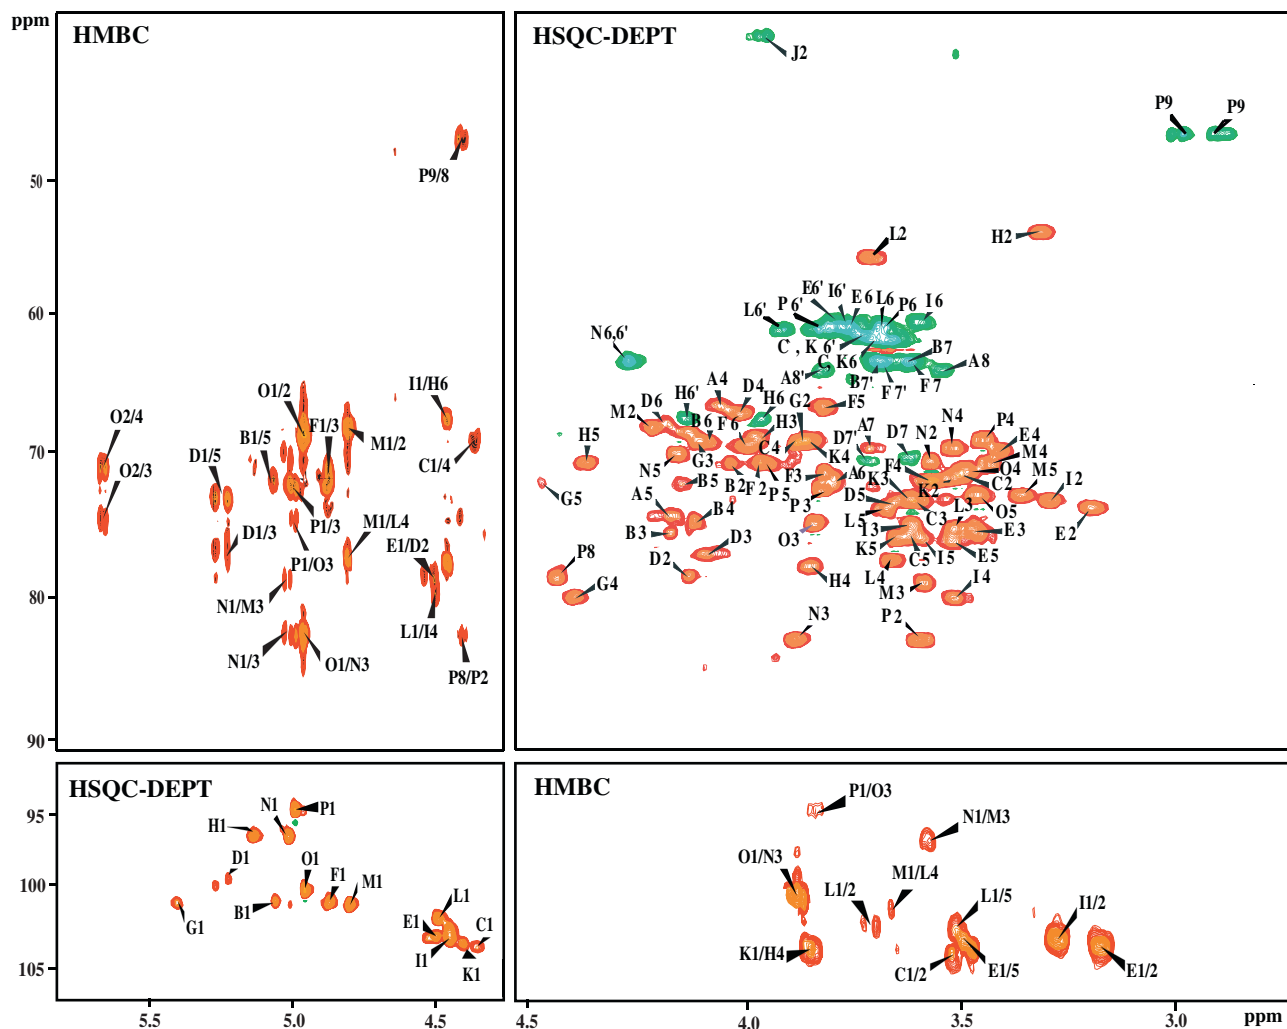 ppm
HMBC
P9/8
50
60
O1/2
I1/H6
F1/3
O2/4
B1/5
M1/2
70
D1/5
C1/4
O2/3
P1/3
D1/3
M1/L4
E1/D2
P1/O3
N1/M3
80
L1/I4
N1/3
O1/N3
P8/P2
90
HSQC-DEPT
J2
P9
P9
L2
H2
E6'
I6'
E6
L6
P6'
P6
I6
L6'
N6,6'
C , K 6'
C, K6
B7
A8
A8'
B7'
F 7'
F7
A4
D4
H6'
H6
G2
F5
D6
M2
B6
F6
H3
A7
N4
P4
E4
H5
G3
C4
K4
D7'
D7
N2
M4
N5
F3
A6
F4
O4
M5
I2
G5
B5
B2
F2
P5
K3
K2
C2
A5
P3
D5
O5
B4
L5
C3
L3
E2
B3
O3
I3
E3
D3
K5
C5
I5
E5
P8
D2
H4
L4
I4
G4
M3
N3
P2
HSQC-DEPT
95
N1
P1
H1
D1
O1
F1
M1
100
G1
B1
L1
E1
C1
I1
K1
105
5.5
5.0
4.5
HMBC
P1/O3
N1/M3
O1/N3
M1/L4
L1/2
L1/5
I1/2
K1/H4
C1/2
E1/5
E1/2
4.5
4.0
3.5
3.0
ppm